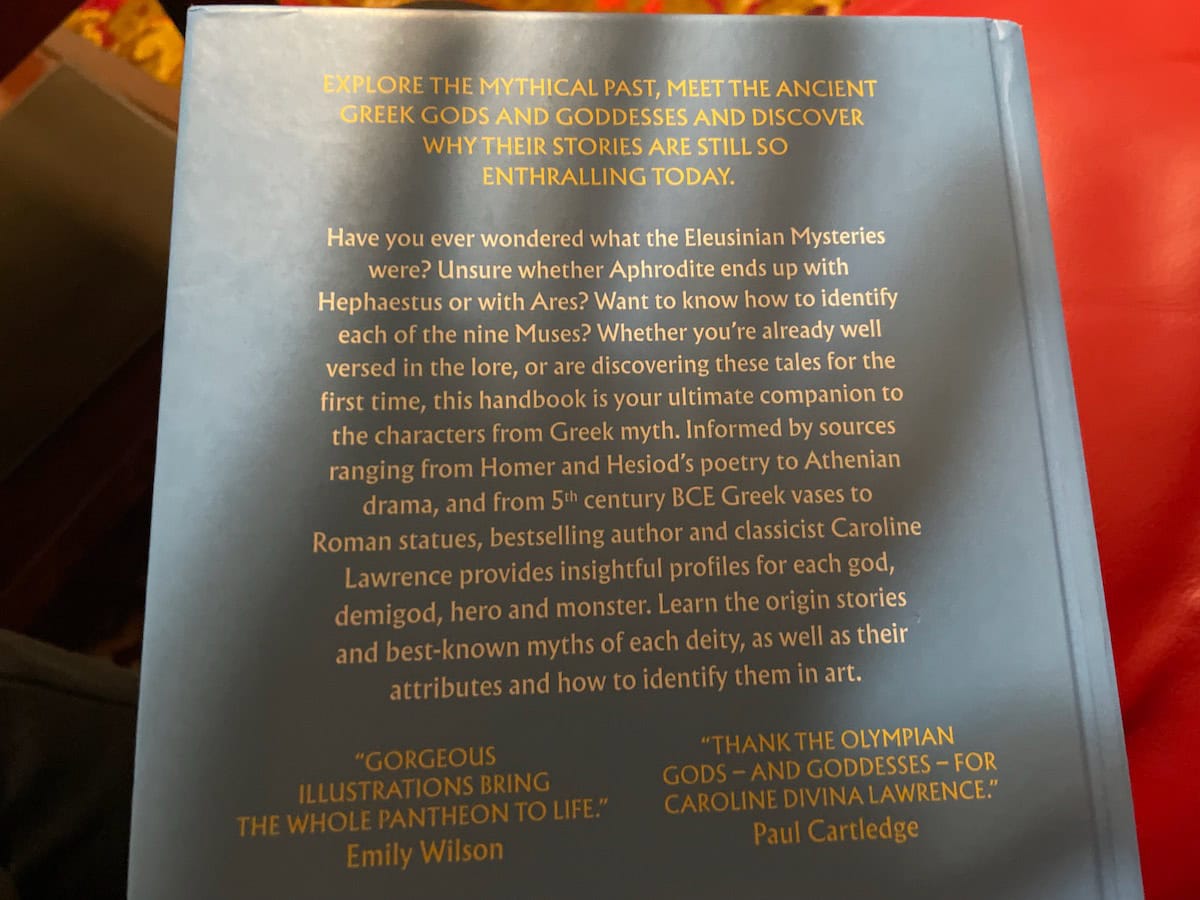 EXPLORE THE MYTHICAL PAST, MEET THE ANCIENT
GREEK GODS AND GODDESSES AND DISCOVER
WHY THEIR STORIES ARE STILL SO
ENTHRALLING TODAY.
Have you ever wondered what the Eleusinian Mysteries
were? Unsure whether Aphrodite ends up with
Hephaestus or with Ares? Want to know how to identify
each of the nine Muses? Whether you’re already well
versed in the lore, or are discovering these tales for the
first time, this handbook is your ultimate companion to
the characters from Greek myth. Informed by sources
ranging from Homer and Hesiod’s poetry to Athenian
drama, and from 5th century BCE Greek vases to
Roman statues, bestselling author and classicist Caroline
Lawrence provides insightful profiles for each god,
demigod, hero and monster. Learn the origin stories
and best-known myths of each deity, as well as their
attributes and how to identify them in art.
“GORGEOUS
ILLUSTRATIONS BRING
THE WHOLE PANTHEON TO LIFE.”
Emily Wilson
“THANK THE OLYMPIAN
GODS – AND GODDESSES – FOR
CAROLINE DIVINA LAWRENCE.”
Paul Cartledge